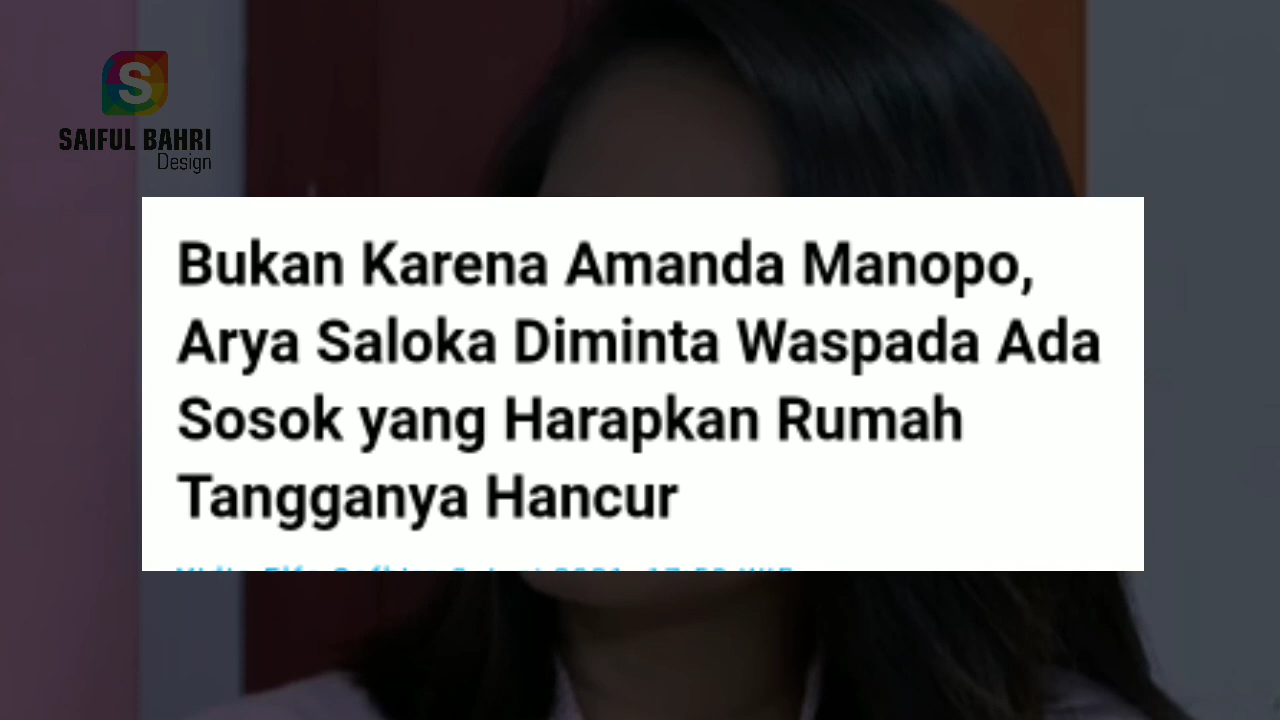 S
SAIFUL BAHRI
Design
Bukan Karena Amanda Manopo,
Arya Saloka Diminta Waspada Ada
Sosok yang Harapkan Rumah
Tangganya Hancur